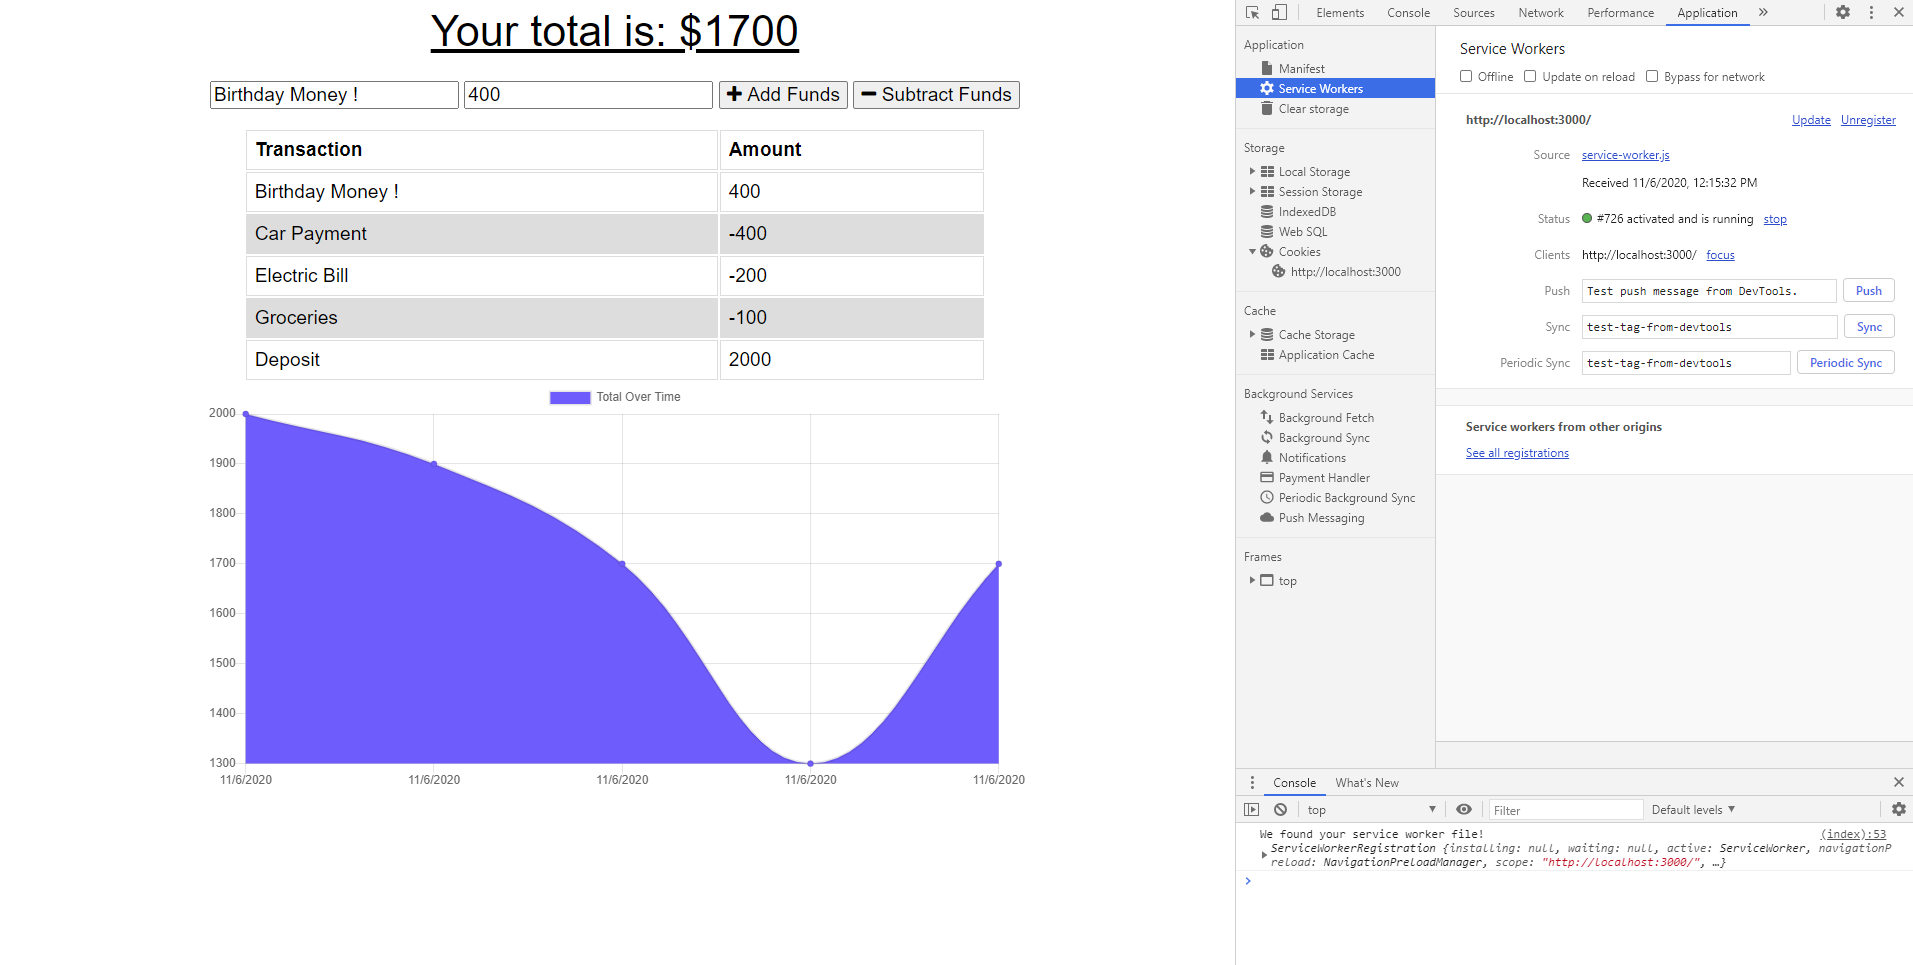 Your total is: $1700
Birthday Money ! 400 Add Funds Subtract Funds
Transaction Amount
Birthday Money ! 400
Car Payment -400
Electric Bill -200
Groceries -100
Deposit 2000
Total Over Time
2000
1900
1800
1700
1600
1500
1400
1300
11/6/2020 11/6/2020 11/6/2020 11/6/2020 11/6/2020
Elements Console Sources Network Performance Application »
Application
Manifest
Service Workers
Clear storage
Storage
Local Storage
Session Storage
IndexedDB
Web SQL
Cookies
http://localhost:3000
Cache
Cache Storage
Application Cache
Background Services
Background Fetch
Background Sync
Notifications
Payment Handler
Periodic Background Sync
Push Messaging
Frames
top
Service Workers
Offline Update on reload Bypass for network
http://localhost:3000/ Update Unregister
Source service-worker.js
Received 11/6/2020, 12:15:32 PM
Status #726 activated and is running stop
Clients http://localhost:3000/ focus
Push Test push message from DevTools. Push
Sync test-tag-from-devtools Sync
Periodic Sync test-tag-from-devtools Periodic Sync
Service workers from other origins
See all registrations
Console What's New
top Filter Default levels
We found your service worker file! (index):53
ServiceWorkerRegistration {installing: null, waiting: null, active: ServiceWorker, navigationP
reload: NavigationPreloadManager, scope: "http://localhost:3000/", …}